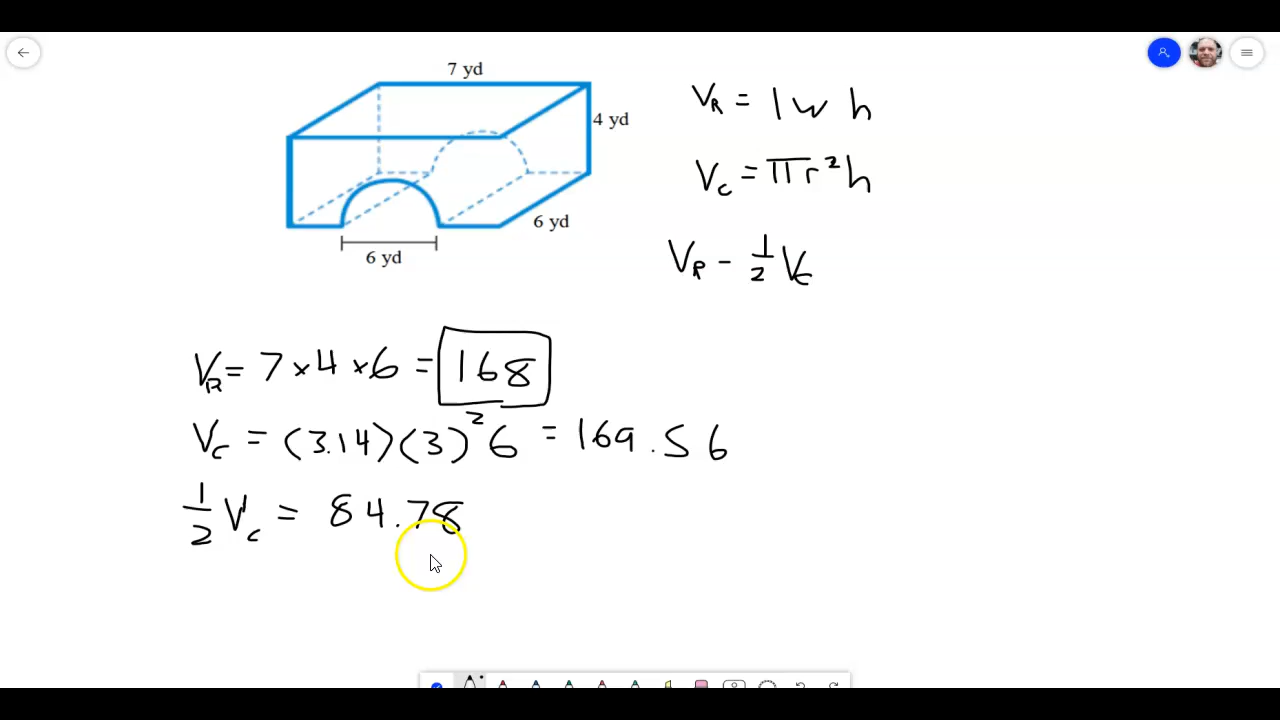 7 yd
4 yd
6 yd
6 yd
V_R = l w h
V_C = πr²h
V_R - 1/2 V_C
V_R = 7 × 4 × 6 = 168
V_C = (3.14)(3)² 6 = 169.56
1/2 V_C = 84.78